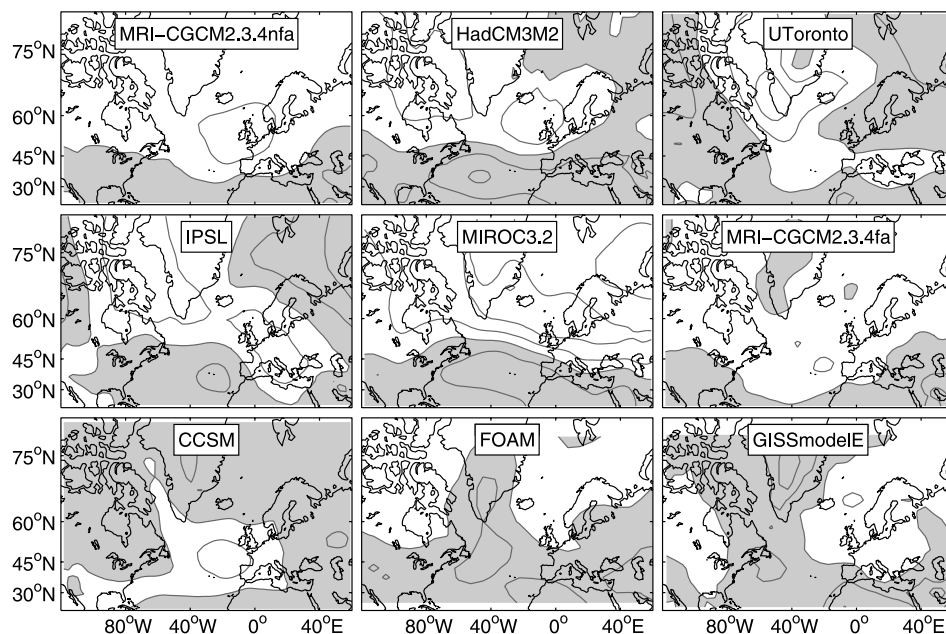 MRI−CGCM2.3.4nfa HadCM3M2 UToronto
75°N
60°N
45°N
30°N
IPSL MIROC3.2 MRI−CGCM2.3.4fa
75°N
60°N
45°N
30°N
CCSM FOAM GISSmodelE
75°N
60°N
45°N
30°N
80°W 40°W 0° 40°E 80°W 40°W 0° 40°E 80°W 40°W 0° 40°E